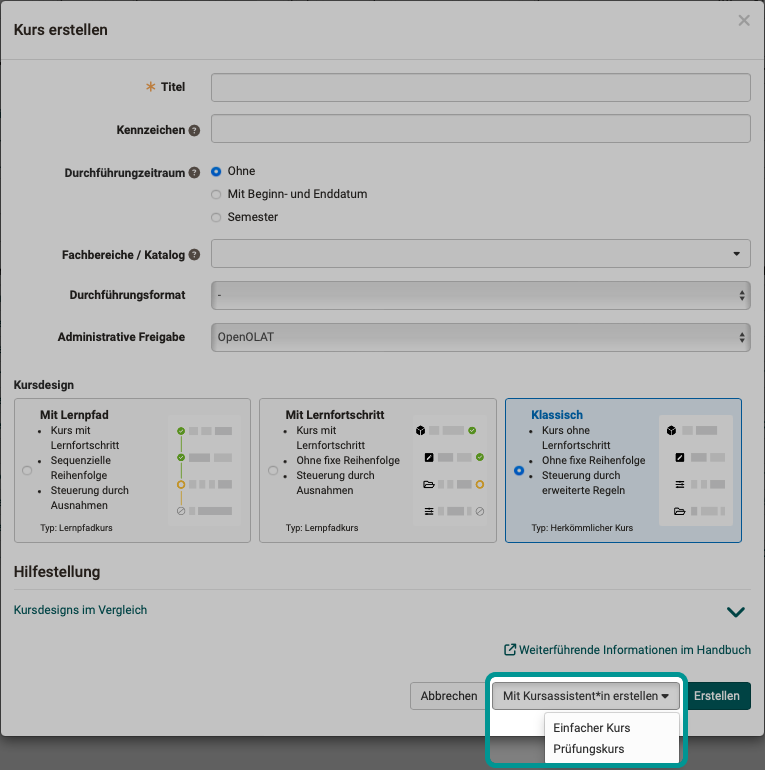 Kurs erstellen
Titel
Kennzeichen
Durchführungzeitraum
Ohne
Mit Beginn- und Enddatum
Semester
Fachbereiche / Katalog
Durchführungsformat
-
Administrative Freigabe
OpenOLAT
Kursdesign
Mit Lernpfad
• Kurs mit
Lernfortschritt
• Sequenzielle
Reihenfolge
• Steuerung durch
Ausnahmen
Typ: Lernpfadkurs
Mit Lernfortschritt
• Kurs mit
Lernfortschritt
• Ohne fixe Reihenfolge
• Steuerung durch
Ausnahmen
Typ: Lernpfadkurs
Klassisch
• Kurs ohne
Lernfortschritt
• Ohne fixe Reihenfolge
• Steuerung durch
erweiterte Regeln
Typ: Herkömmlicher Kurs
Hilfestellung
Kursdesigns im Vergleich
Weiterführende Informationen im Handbuch
Abbrechen
Mit Kursassistent*in erstellen
Erstellen
Einfacher Kurs
Prüfungskurs